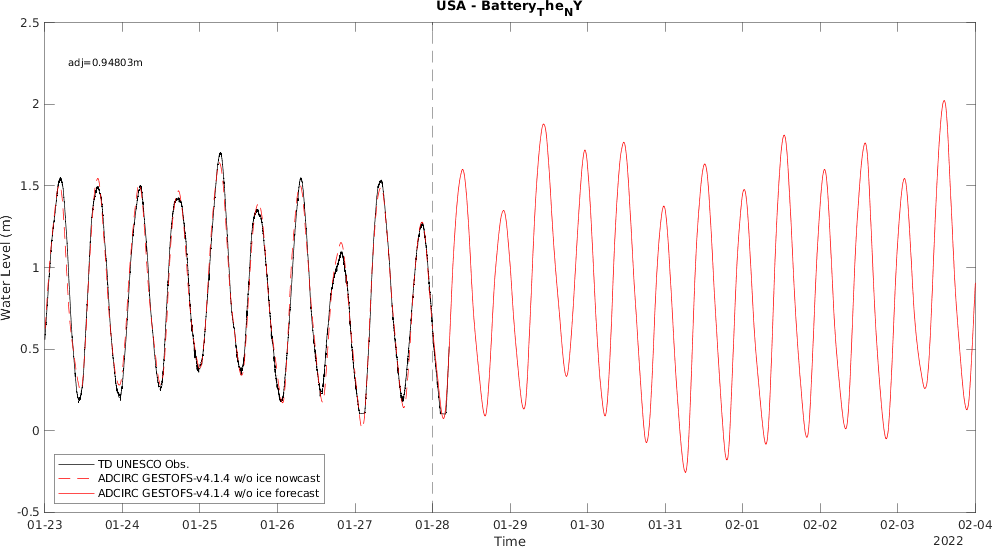 USA - Battery_The_NY
adj=0.94803m
2.5
2
1.5
1
0.5
0
-0.5
Water Level (m)
TD UNESCO Obs.
ADCIRC GESTOFS-v4.1.4 w/o ice nowcast
ADCIRC GESTOFS-v4.1.4 w/o ice forecast
01-23 01-24 01-25 01-26 01-27 01-28 01-29 01-30 01-31 02-01 02-02 02-03 02-04
Time
2022